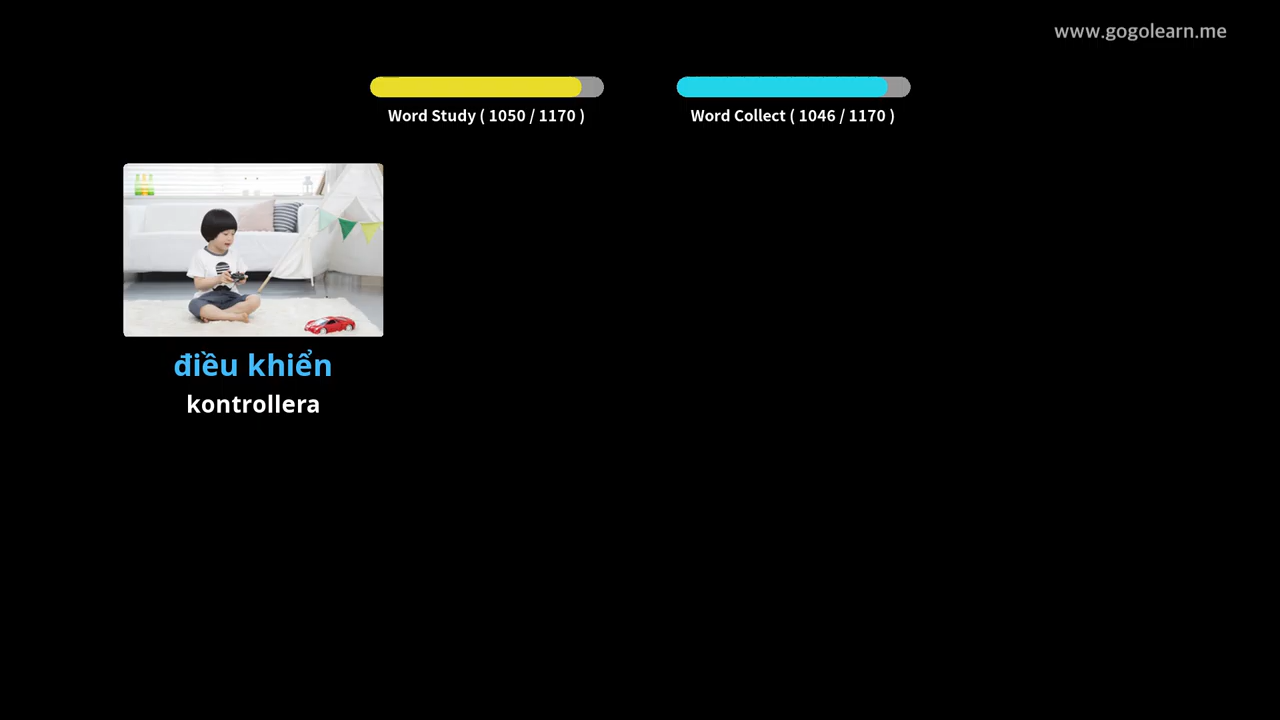 www.gogolearn.me
Word Study ( 1050 / 1170 )
Word Collect ( 1046 / 1170 )
điều khiển
kontrollera